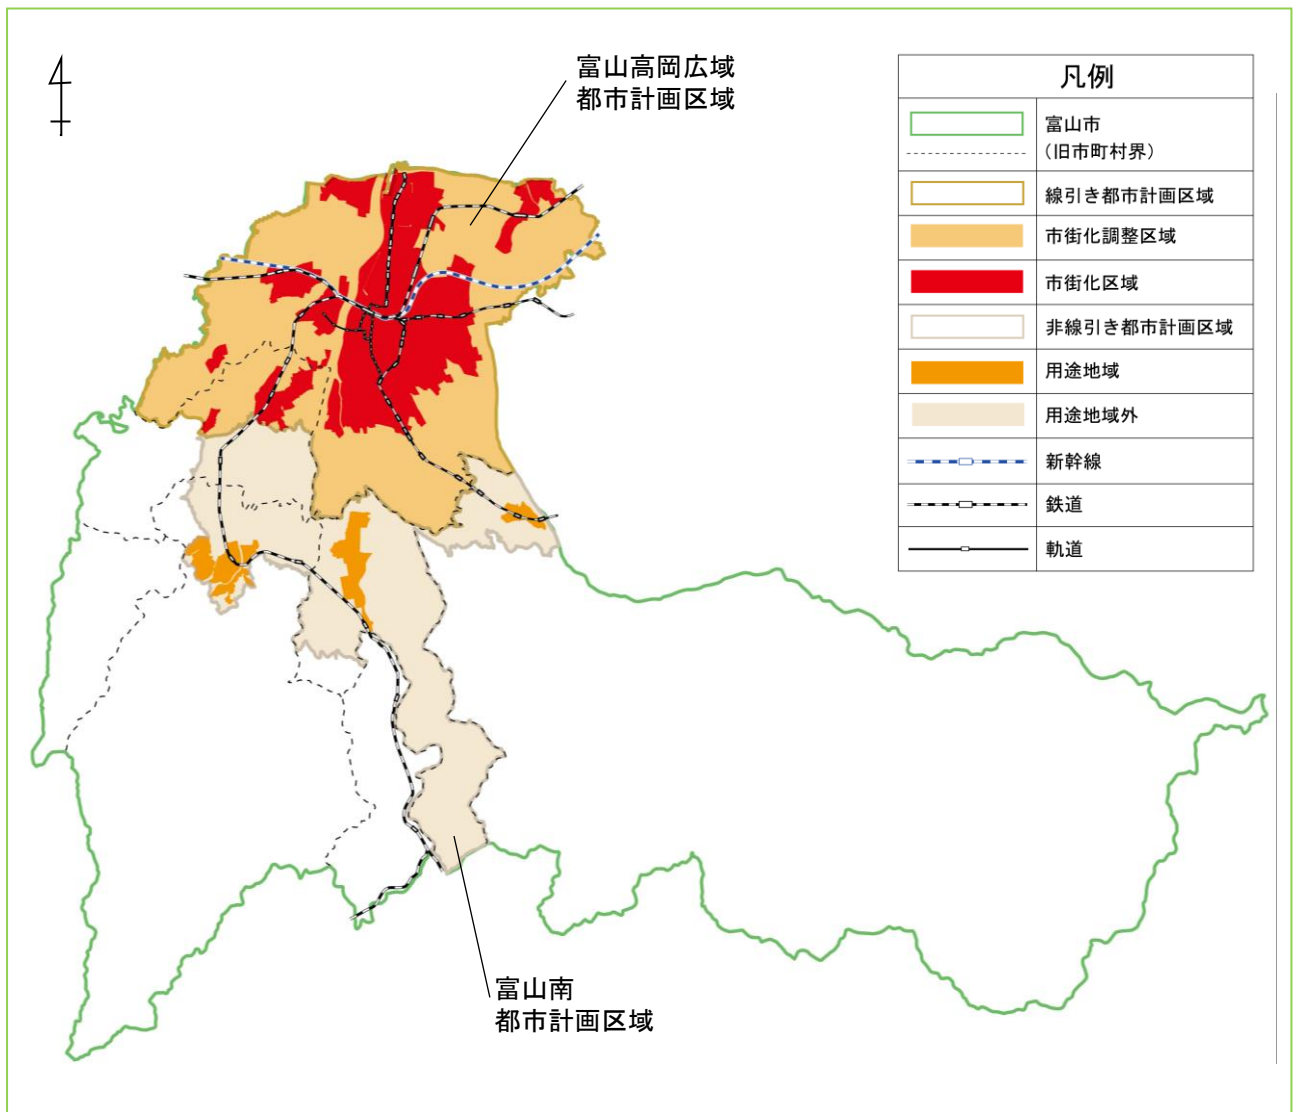 富山高岡広域
都市計画区域
凡例
富山市
（旧市町村界）
線引き都市計画区域
市街化調整区域
市街化区域
非線引き都市計画区域
用途地域
用途地域外
新幹線
鉄道
軌道
富山南
都市計画区域